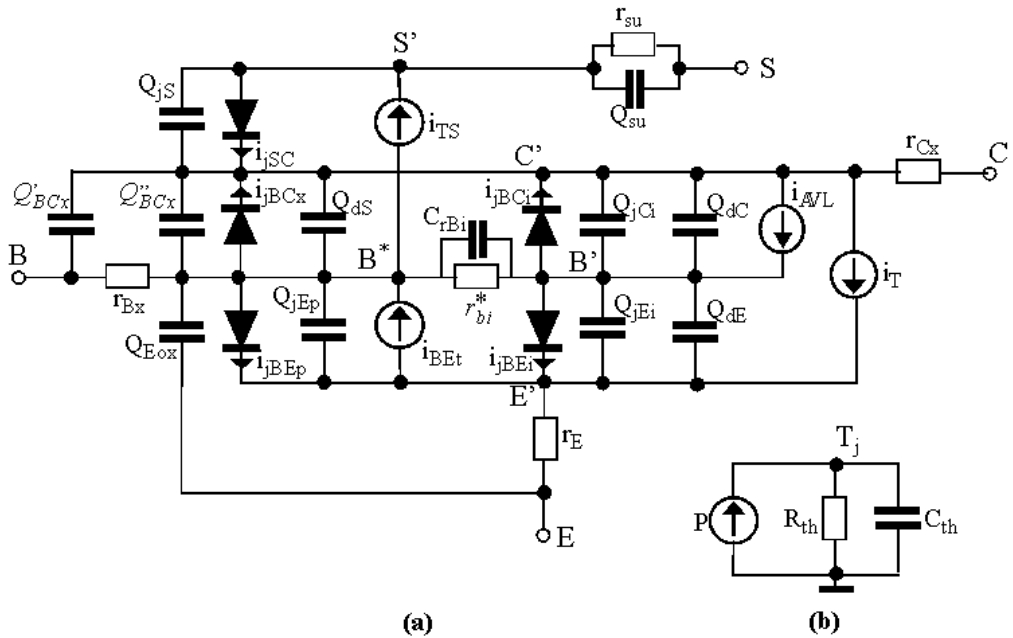 r_su
S'
S
Q_jS
Q_su
i_TS
i_jSC
C'
r_Cx
C
Q'_BCx
Q''_BCx
i_jBCx
Q_dS
C_rBi
i_jBCi
Q_jCi
Q_dC
i_AVL
B
B*
B'
i_T
r_Bx
r*_bi
Q_Eox
Q_jEp
Q_jEi
Q_dE
i_jBEp
i_BEt
i_jBEi
E'
r_E
E
T_j
P
R_th
C_th
(a)
(b)